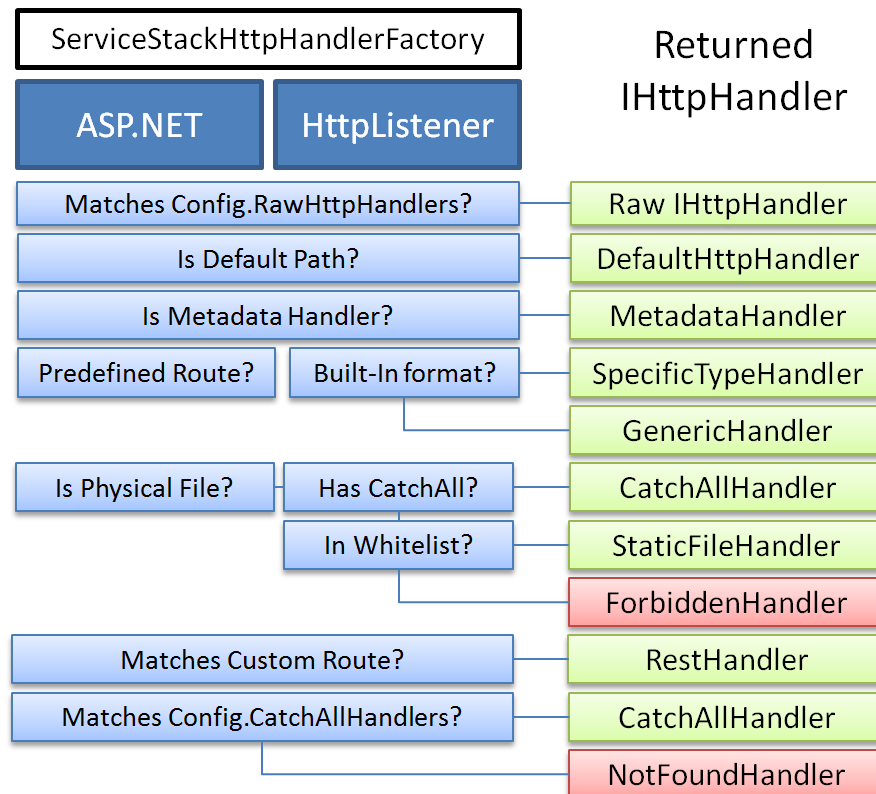 ServiceStackHttpHandlerFactory
Returned
IHttpHandler
ASP.NET
HttpListener
Matches Config.RawHttpHandlers?
Raw IHttpHandler
Is Default Path?
DefaultHttpHandler
Is Metadata Handler?
MetadataHandler
Predefined Route?
Built-In format?
SpecificTypeHandler
GenericHandler
Is Physical File?
Has CatchAll?
CatchAllHandler
In Whitelist?
StaticFileHandler
ForbiddenHandler
Matches Custom Route?
RestHandler
Matches Config.CatchAllHandlers?
CatchAllHandler
NotFoundHandler